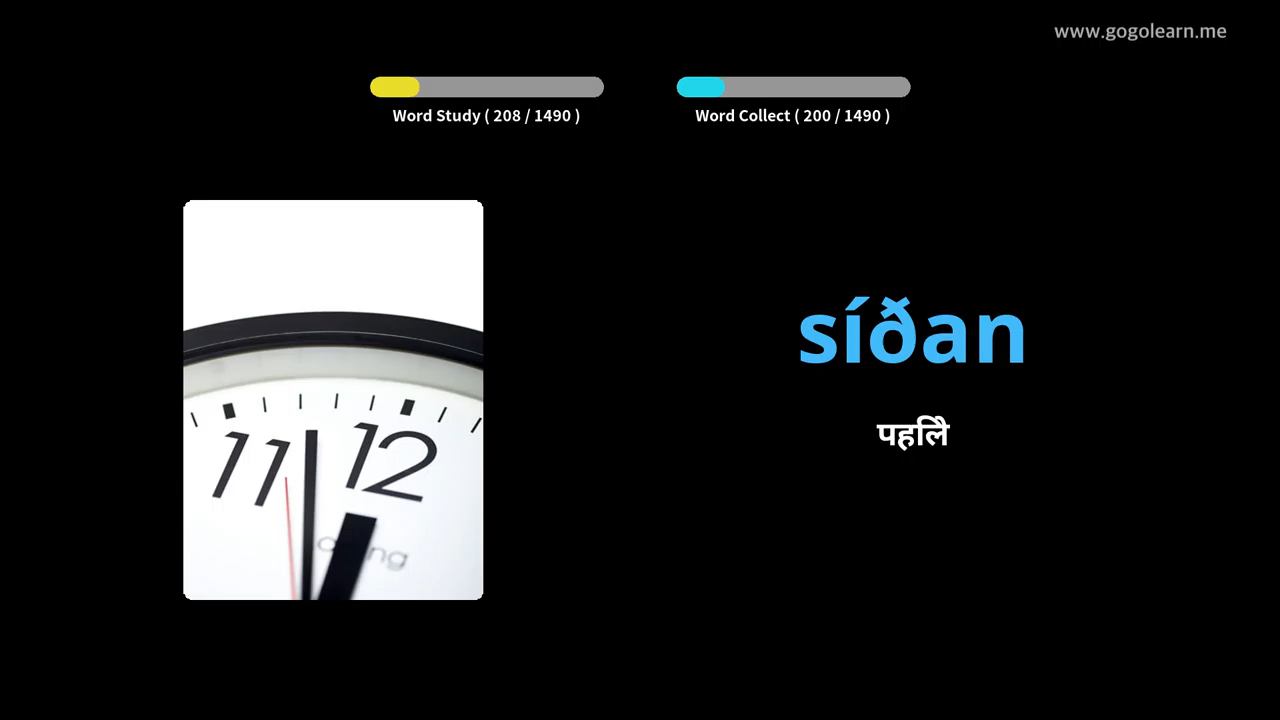 www.gogolearn.me
Word Study ( 208 / 1490 )
Word Collect ( 200 / 1490 )
síðan
पहिले
11
12